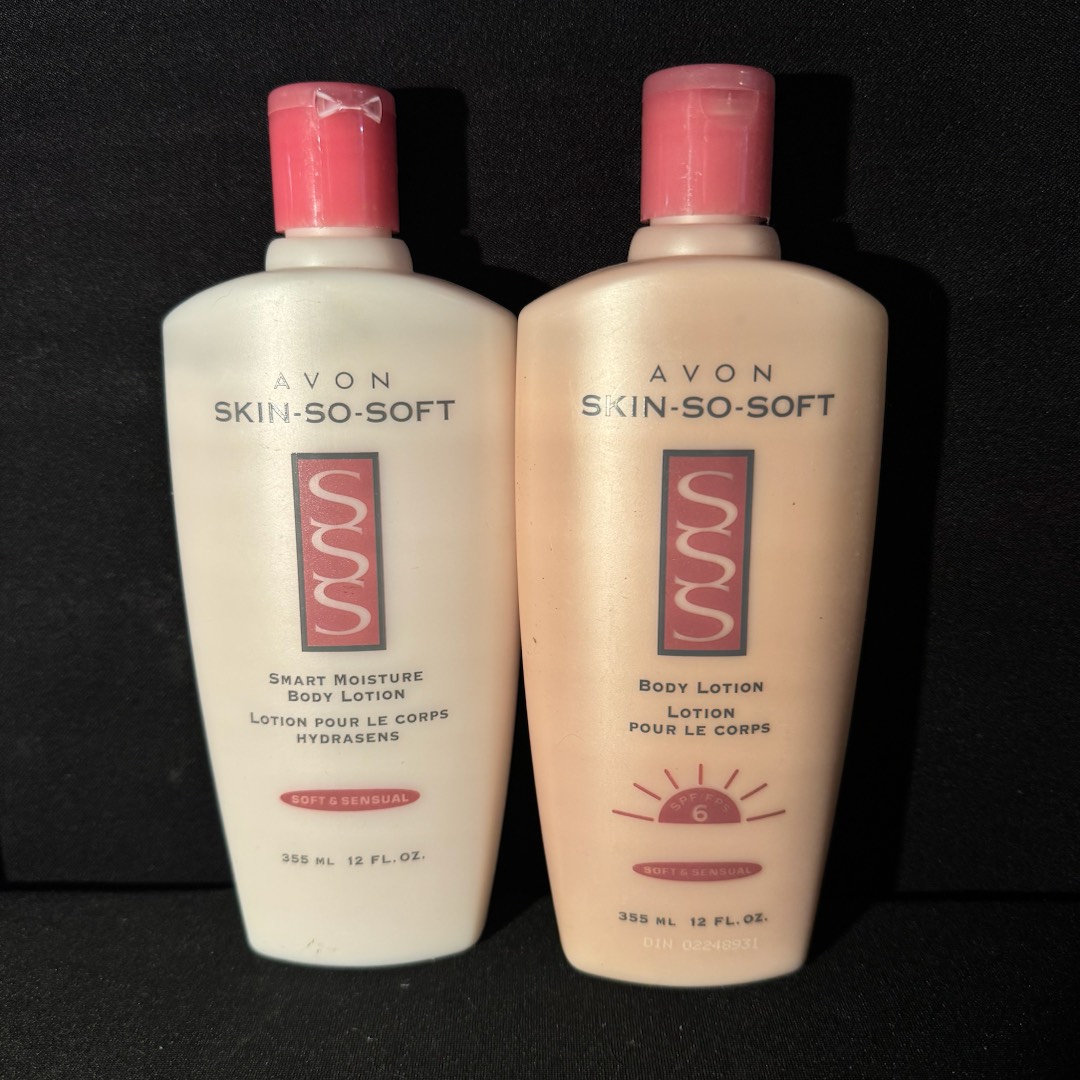 AVON
SKIN-SO-SOFT
SSS
SMART MOISTURE
BODY LOTION
LOTION POUR LE CORPS
HYDRASENS
SOFT & SENSUAL
355 ML 12 FL. OZ.
AVON
SKIN-SO-SOFT
SSS
BODY LOTION
LOTION
POUR LE CORPS
SPF/FPS
6
SOFT & SENSUAL
355 ML 12 FL. OZ.
DIN 02248931